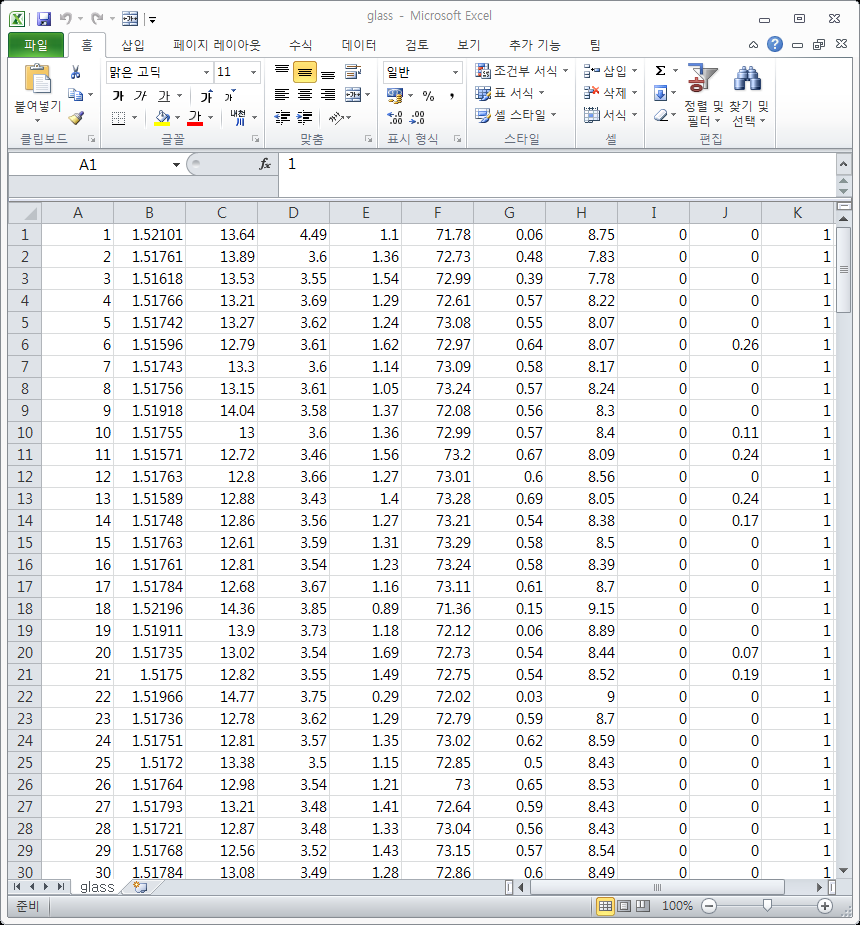 glass - Microsoft Excel
파일 홈 삽입 페이지 레이아웃 수식 데이터 검토 보기 추가 기능 팀
붙여넣기
클립보드
맑은 고딕 11
가 가 가 가 가
가 내천
글꼴
맞춤
일반
% ,
표시 형식
조건부 서식
표 서식
셀 스타일
스타일
삽입
삭제
서식
셀
Σ
정렬 및 필터
찾기 및 선택
편집
A1 fx 1
A B C D E F G H I J K
1 1 1.52101 13.64 4.49 1.1 71.78 0.06 8.75 0 0 1
2 2 1.51761 13.89 3.6 1.36 72.73 0.48 7.83 0 0 1
3 3 1.51618 13.53 3.55 1.54 72.99 0.39 7.78 0 0 1
4 4 1.51766 13.21 3.69 1.29 72.61 0.57 8.22 0 0 1
5 5 1.51742 13.27 3.62 1.24 73.08 0.55 8.07 0 0 1
6 6 1.51596 12.79 3.61 1.62 72.97 0.64 8.07 0 0.26 1
7 7 1.51743 13.3 3.6 1.14 73.09 0.58 8.17 0 0 1
8 8 1.51756 13.15 3.61 1.05 73.24 0.57 8.24 0 0 1
9 9 1.51918 14.04 3.58 1.37 72.08 0.56 8.3 0 0 1
10 10 1.51755 13 3.6 1.36 72.99 0.57 8.4 0 0.11 1
11 11 1.51571 12.72 3.46 1.56 73.2 0.67 8.09 0 0.24 1
12 12 1.51763 12.8 3.66 1.27 73.01 0.6 8.56 0 0 1
13 13 1.51589 12.88 3.43 1.4 73.28 0.69 8.05 0 0.24 1
14 14 1.51748 12.86 3.56 1.27 73.21 0.54 8.38 0 0.17 1
15 15 1.51763 12.61 3.59 1.31 73.29 0.58 8.5 0 0 1
16 16 1.51761 12.81 3.54 1.23 73.24 0.58 8.39 0 0 1
17 17 1.51784 12.68 3.67 1.16 73.11 0.61 8.7 0 0 1
18 18 1.52196 14.36 3.85 0.89 71.36 0.15 9.15 0 0 1
19 19 1.51911 13.9 3.73 1.18 72.12 0.06 8.89 0 0 1
20 20 1.51735 13.02 3.54 1.69 72.73 0.54 8.44 0 0.07 1
21 21 1.5175 12.82 3.55 1.49 72.75 0.54 8.52 0 0.19 1
22 22 1.51966 14.77 3.75 0.29 72.02 0.03 9 0 0 1
23 23 1.51736 12.78 3.62 1.29 72.79 0.59 8.7 0 0 1
24 24 1.51751 12.81 3.57 1.35 73.02 0.62 8.59 0 0 1
25 25 1.5172 13.38 3.5 1.15 72.85 0.5 8.43 0 0 1
26 26 1.51764 12.98 3.54 1.21 73 0.65 8.53 0 0 1
27 27 1.51793 13.21 3.48 1.41 72.64 0.59 8.43 0 0 1
28 28 1.51721 12.87 3.48 1.33 73.04 0.56 8.43 0 0 1
29 29 1.51768 12.56 3.52 1.43 73.15 0.57 8.54 0 0 1
30 30 1.51784 13.08 3.49 1.28 72.86 0.6 8.49 0 0 1
glass
준비 100%